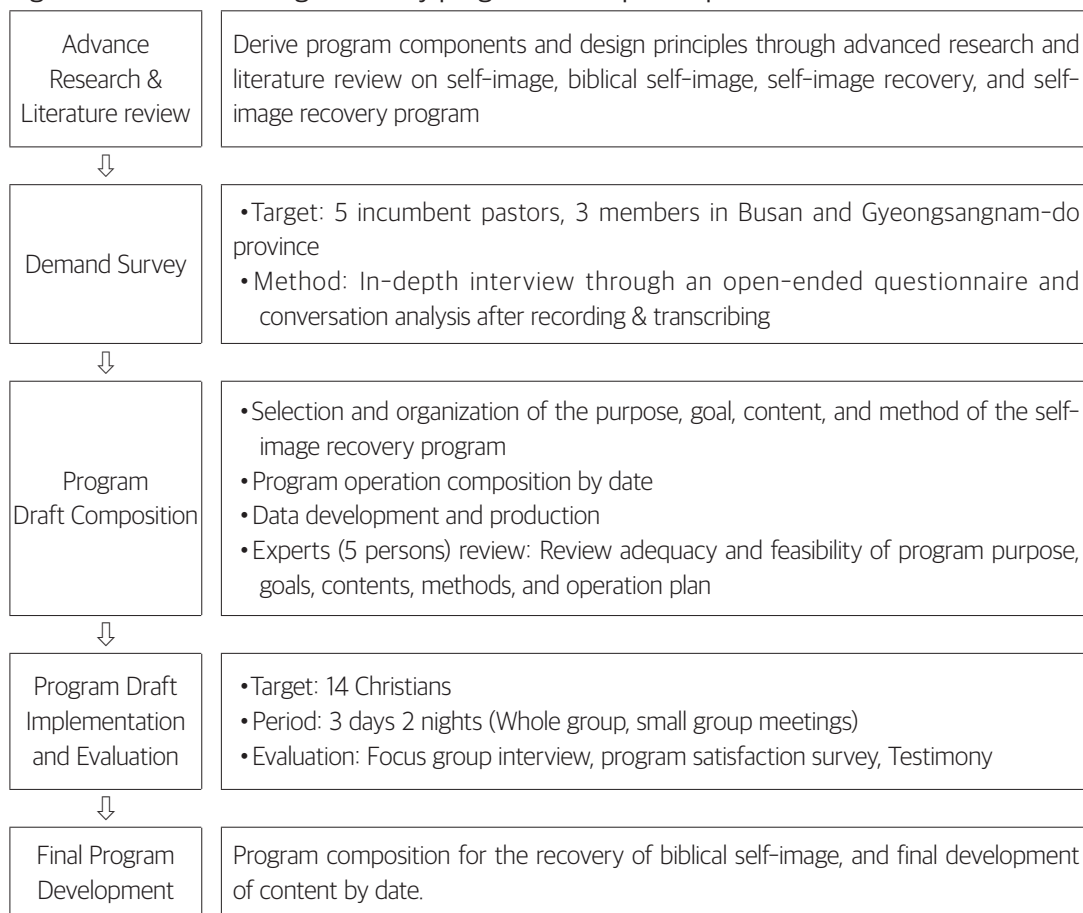 Advance
Research &
Literature review
Derive program components and design principles through advanced research and
literature review on self-image, biblical self-image, self-image recovery, and self-
image recovery program
⇩
Demand Survey
•Target: 5 incumbent pastors, 3 members in Busan and Gyeongsangnam-do
province
•Method: In-depth interview through an open-ended questionnaire and
conversation analysis after recording & transcribing
⇩
Program
Draft Composition
•Selection and organization of the purpose, goal, content, and method of the self-
image recovery program
•Program operation composition by date
•Data development and production
•Experts (5 persons) review: Review adequacy and feasibility of program purpose,
goals, contents, methods, and operation plan
⇩
Program Draft
Implementation
and Evaluation
•Target: 14 Christians
•Period: 3 days 2 nights (Whole group, small group meetings)
•Evaluation: Focus group interview, program satisfaction survey, Testimony
⇩
Final Program
Development
Program composition for the recovery of biblical self-image, and final development
of content by date.